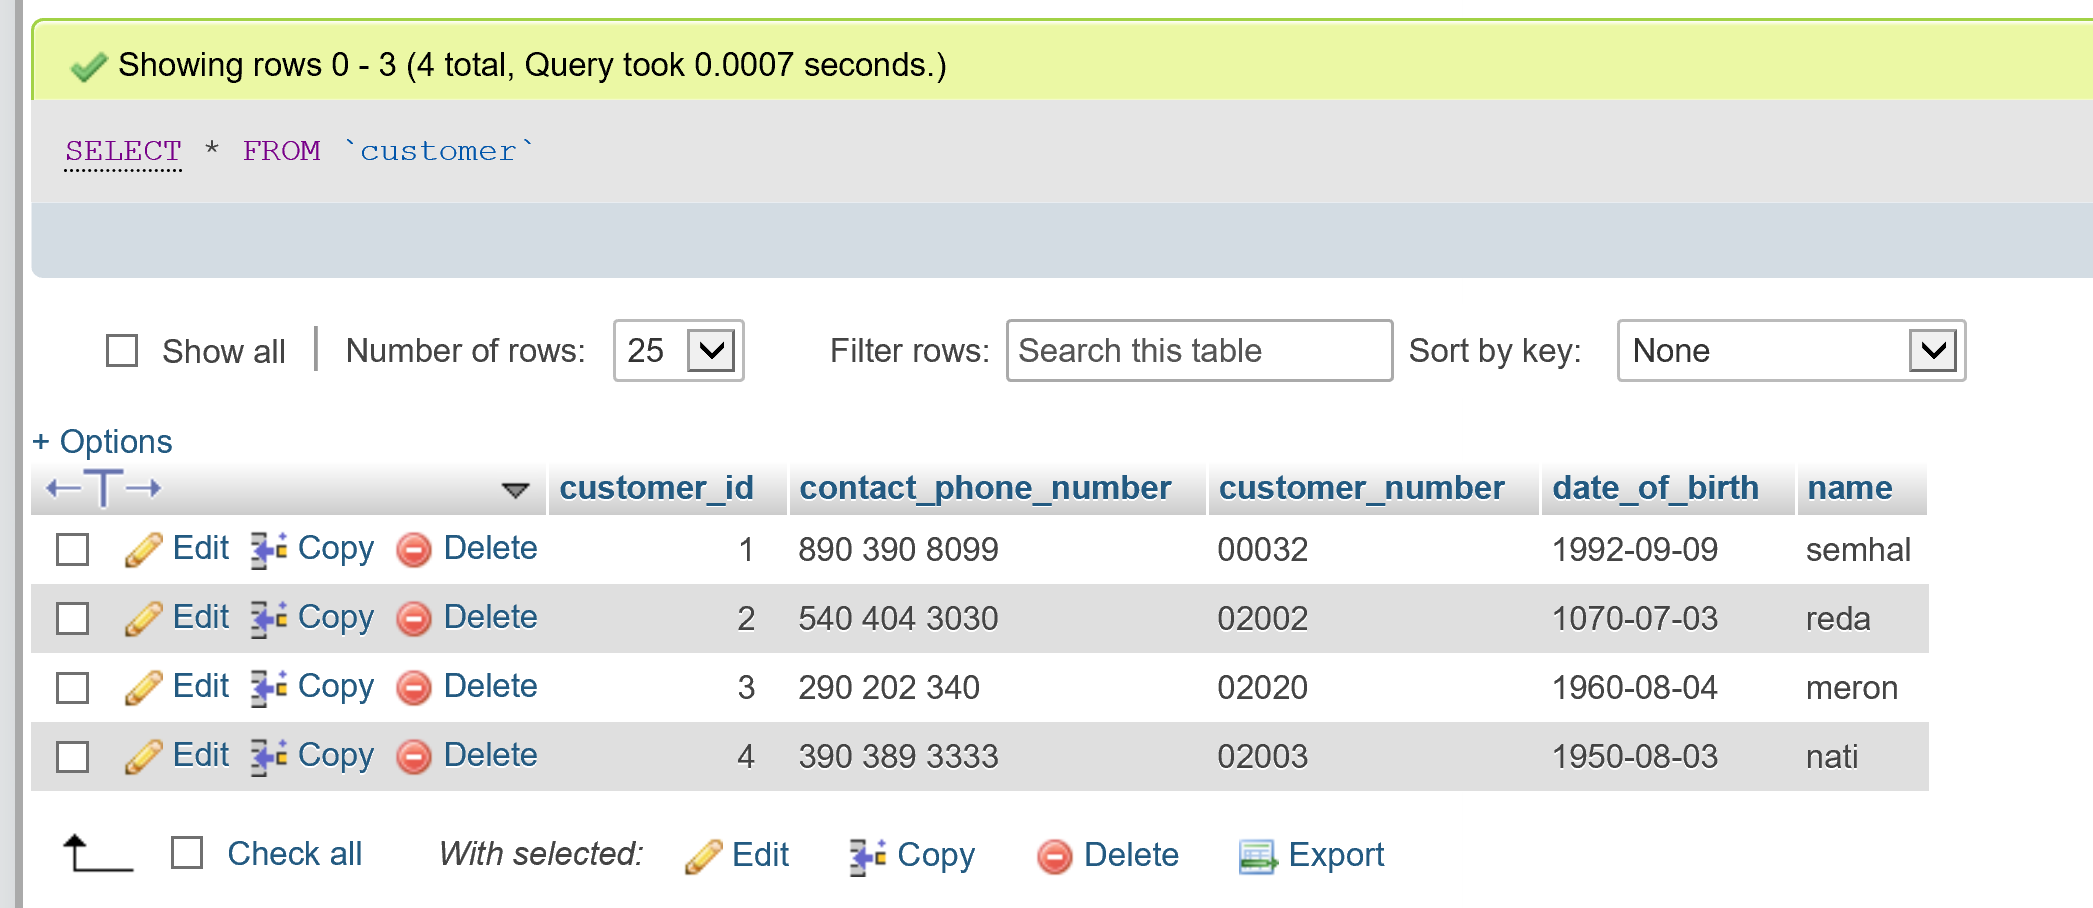 Showing rows 0 - 3 (4 total, Query took 0.0007 seconds.)
SELECT * FROM `customer`
Show all Number of rows: 25 Filter rows: Search this table Sort by key: None
+ Options
customer_id contact_phone_number customer_number date_of_birth name
Edit Copy Delete 1 890 390 8099 00032 1992-09-09 semhal
Edit Copy Delete 2 540 404 3030 02002 1070-07-03 reda
Edit Copy Delete 3 290 202 340 02020 1960-08-04 meron
Edit Copy Delete 4 390 389 3333 02003 1950-08-03 nati
Check all With selected: Edit Copy Delete Export